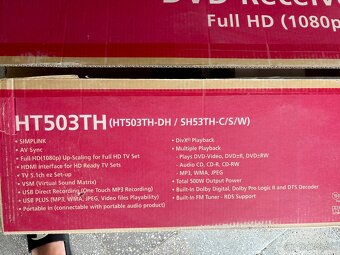 Full HD (1080p
HT503TH (HT503TH-DH / SH53TH-C/S/W)
• SIMPLINK
• AV Sync
• Full-HD(1080p) Up-Scaling for Full HD TV Set
• HDMI interface for HD Ready TV Sets
• TV 5.1ch ez Set-up
• VSM (Virtual Sound Matrix)
• USB Direct Recording (One Touch MP3 Recording)
• USB PLUS (MP3, WMA, JPEG, Video files Playability)
• Portable In (connectable with portable audio product)
• DivX® Playback
• Multiple Playback
- Plays DVD-Video, DVD±R, DVD±RW
- Audio CD, CD-R, CD-RW
- MP3, WMA, JPEG
• Total 500W Output Power
• Built-In Dolby Digital, Dolby Pro Logic II and DTS Decoder
• Built-In FM Tuner - RDS Support